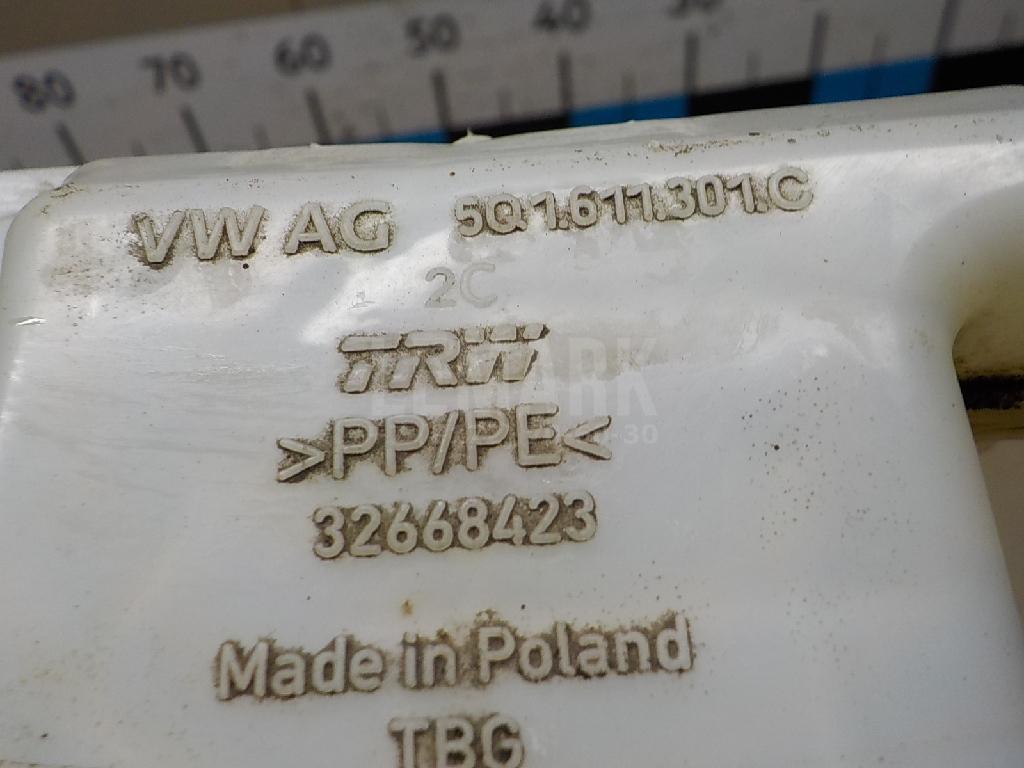 80 70 60 50 40 30
VW AG 5Q1.611.301.C
2C
TRW
>PP/PE<
32668423
Made in Poland
TBG